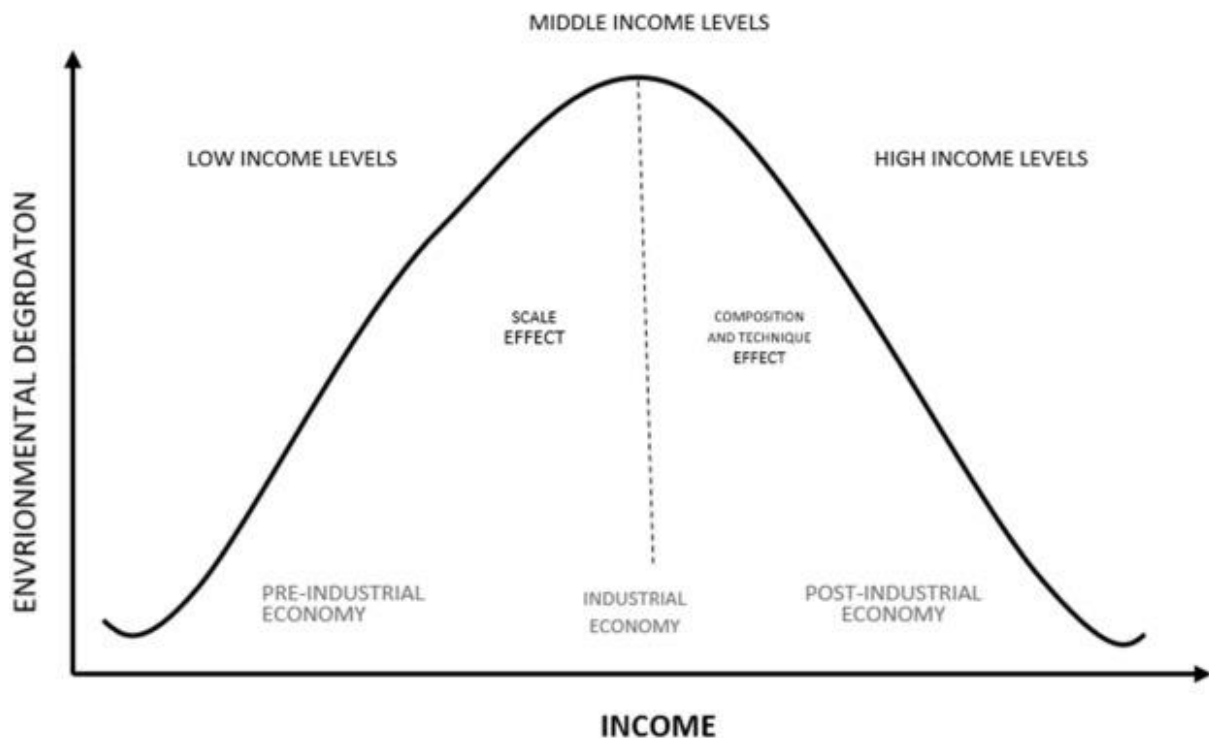 MIDDLE INCOME LEVELS
LOW INCOME LEVELS
HIGH INCOME LEVELS
ENVRIONMENTAL DEGRDATON
SCALE
EFFECT
COMPOSITION
AND TECHNIQUE
EFFECT
PRE-INDUSTRIAL
ECONOMY
INDUSTRIAL
ECONOMY
POST-INDUSTRIAL
ECONOMY
INCOME